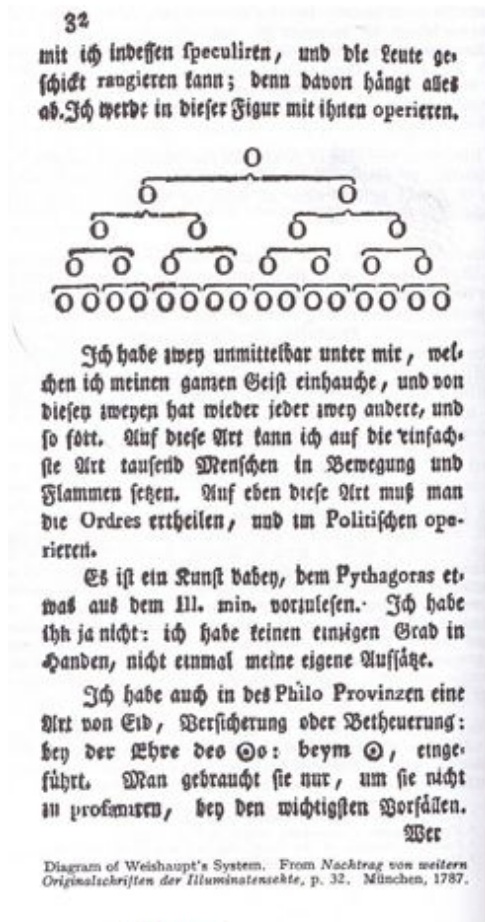 32
mit ich indessen speculiren, und die Leute ge-
schickt rangieren kann; denn davon hängt alles
ab. Ich werde in dieser Figur mit ihnen operieren.
O
O O
O O O O
O O O O O O O O
O O O O O O O O O O O O O O O O
Ich habe zwey unmittelbar unter mir, wel-
chen ich meinen ganzen Geist einhauche, und von
diesen zweyen hat wieder jeder zwey andere, und
so fort. Auf diese Art kann ich auf die einfach-
ste Art tausend Menschen in Bewegung und
Flammen setzen. Auf eben diese Art muß man
die Ordres ertheilen, und im Politischen ope-
rieren.
Es ist ein Kunst dabey, dem Pythagoras et-
was aus dem Ill. min. vorzulesen. Ich habe
ihn ja nicht: ich habe keinen einzigen Grad in
Handen, nicht einmal meine eigene Aufsätze.
Ich habe auch in des Philo Provinzen eine
Art von Eid, Versicherung oder Betheuerung:
bey der Ehre des ⊙s: beym ⊙, einge-
führt. Man gebraucht sie nur, um sie nicht
zu profaniren, bey den wichtigsten Vorfällen.
Wer
Diagram of Weishaupt's System. From Nachtrag von weitern
Originalschriften der Illuminatensekte, p. 32. München, 1787.